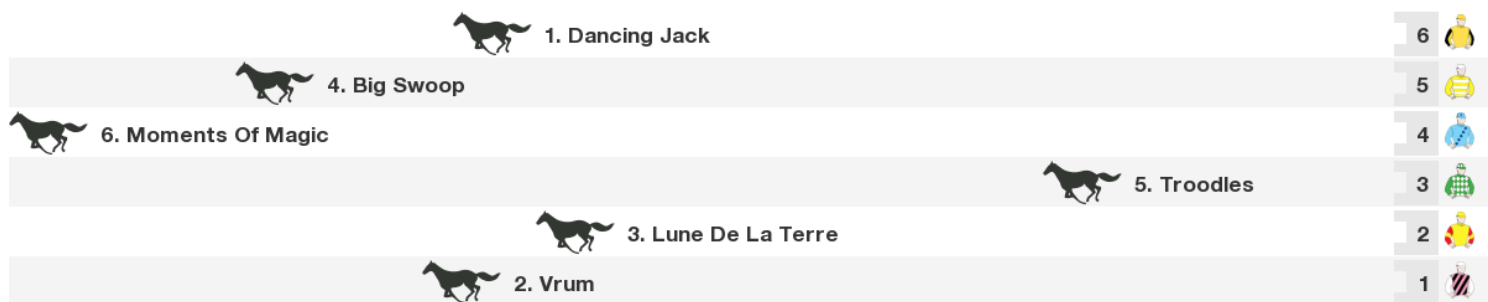 1. Dancing Jack 6
4. Big Swoop 5
6. Moments Of Magic 4
5. Troodles 3
3. Lune De La Terre 2
2. Vrum 1